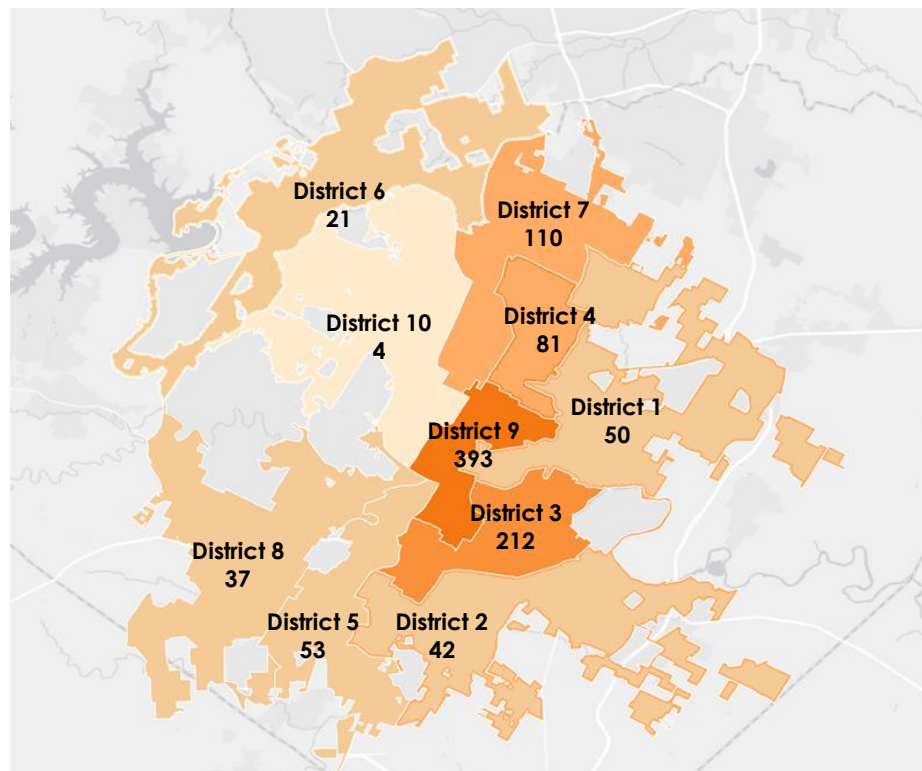 District 6
21
District 7
110
District 10
4
District 4
81
District 1
50
District 9
393
District 3
212
District 8
37
District 5
53
District 2
42